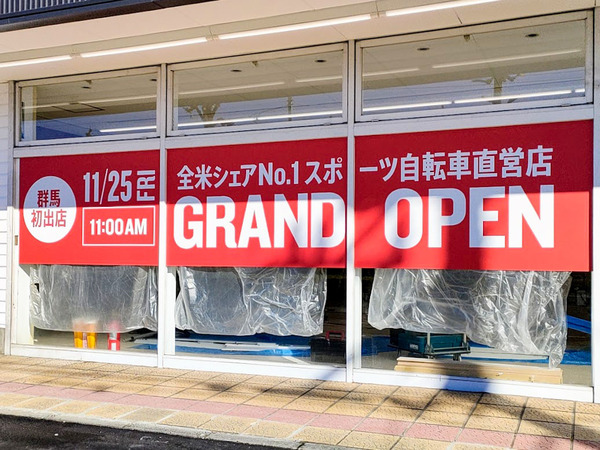 群馬
初出店
11/25 FRI
11:00AM
全米シェアNo.1スポーツ自転車直営店
GRAND OPEN